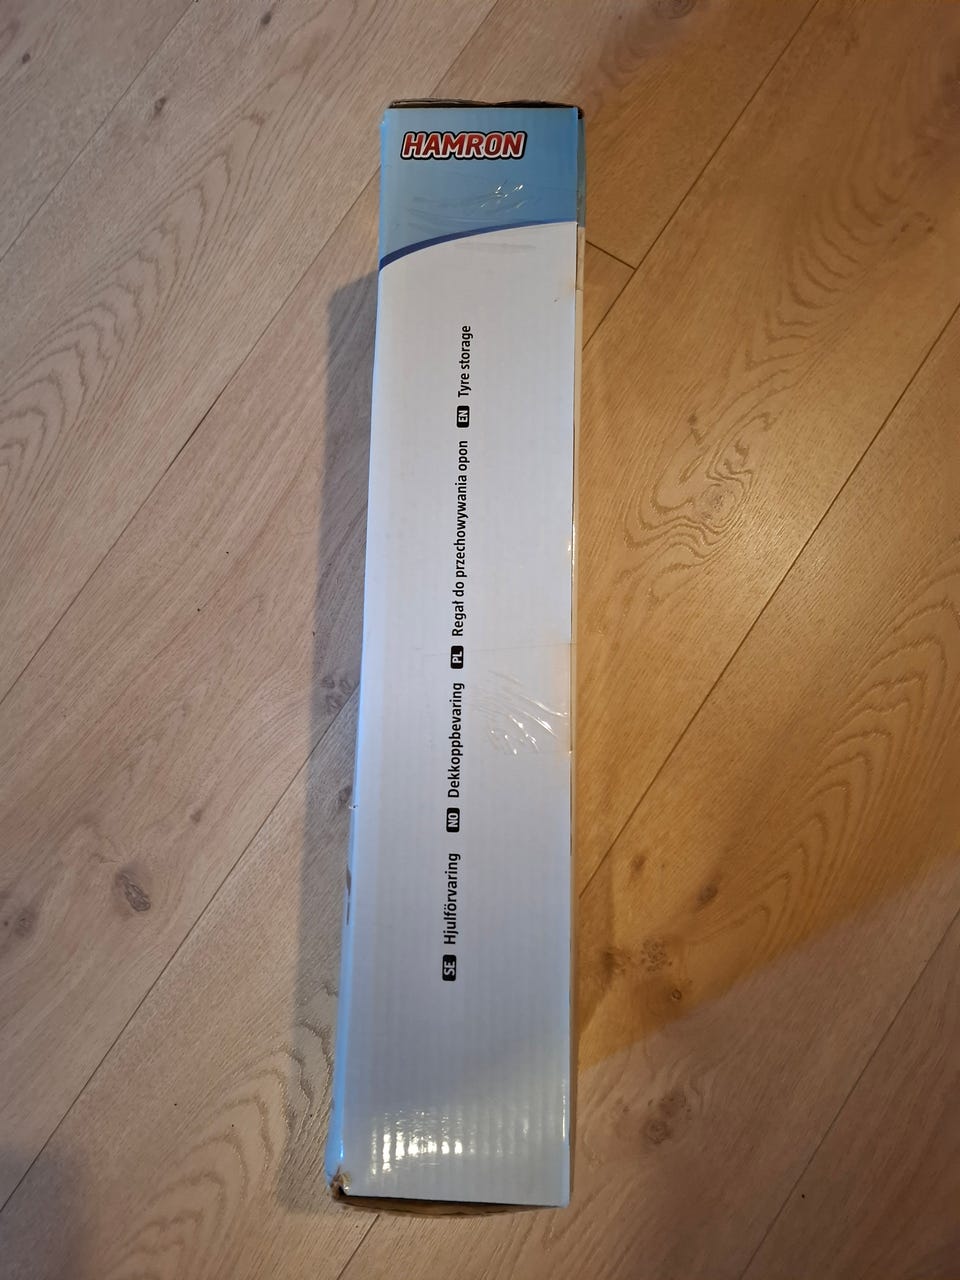 HAMRON
SE Hjulförvaring NO Dekkoppbevaring PL Regał do przechowywania opon EN Tyre storage